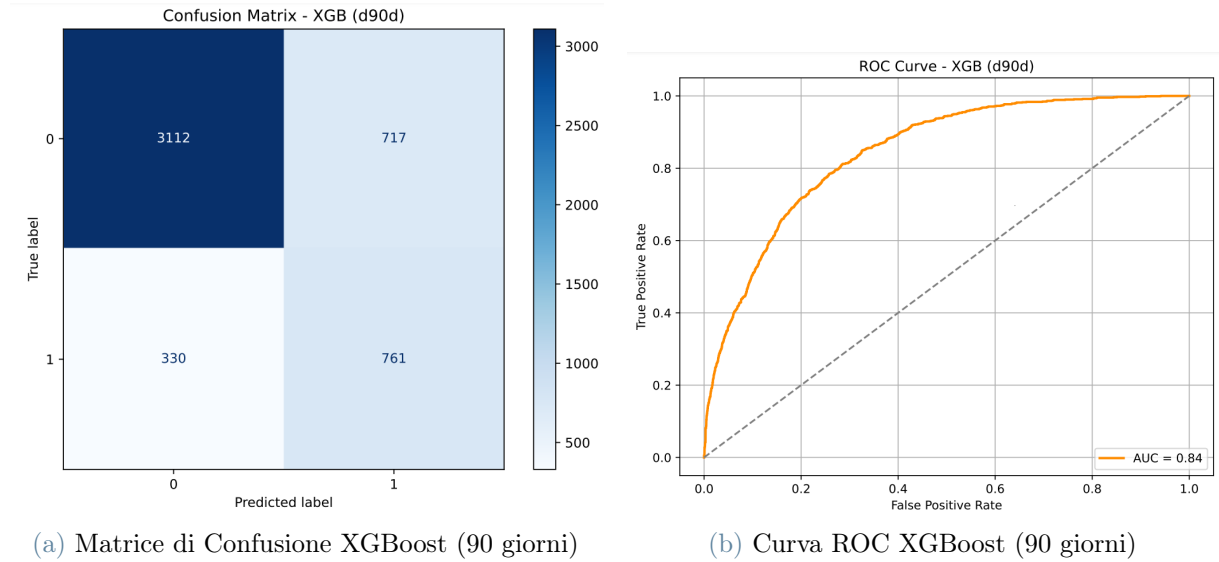 Confusion Matrix - XGB (d90d)
True label
0
1
3112
717
330
761
0
1
Predicted label
3000
2500
2000
1500
1000
500
(a) Matrice di Confusione XGBoost (90 giorni)
ROC Curve - XGB (d90d)
True Positive Rate
1.0
0.8
0.6
0.4
0.2
0.0
AUC = 0.84
0.0
0.2
0.4
0.6
0.8
1.0
False Positive Rate
(b) Curva ROC XGBoost (90 giorni)